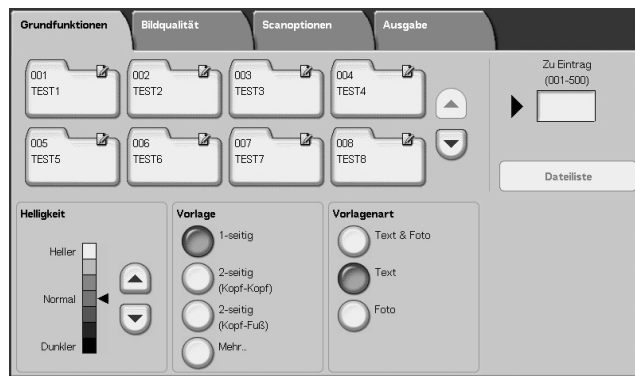 Grundfunktionen
Bildqualität
Scanoptionen
Ausgabe
001
TEST1
002
TEST2
003
TEST3
004
TEST4
Zu Eintrag
(001-500)
005
TEST5
006
TEST6
007
TEST7
008
TEST8
Dateiliste
Helligkeit
Heller
Normal
Dunkler
Vorlage
1-seitig
2-seitig
(Kopf-Kopf)
2-seitig
(Kopf-Fuß)
Mehr...
Vorlagenart
Text & Foto
Text
Foto